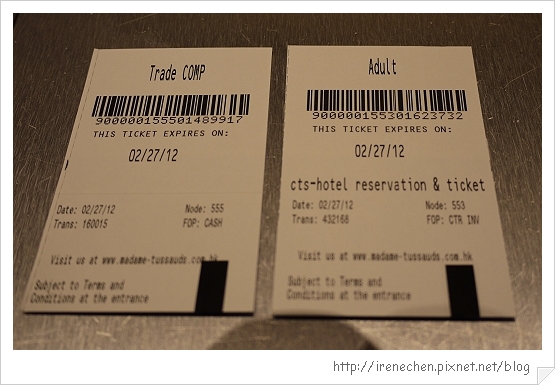 Trade COMP
900000155501489917
THIS TICKET EXPIRES ON:
02/27/12
Date: 02/27/12 Node: 555
Trans: 160015 FOP: CASH
Visit us at www.madame-tussauds.com.hk
Subject to Terms and
Conditions at the entrance
Adult
900000155301623732
THIS TICKET EXPIRES ON:
02/27/12
cts-hotel reservation & ticket
Date: 02/27/12 Node: 553
Trans: 432168 FOP: CTR INV
Visit us at www.madame-tussauds.com.hk
Subject to Terms and
Conditions at the entrance
http://irenechen.pixnet.net/blog